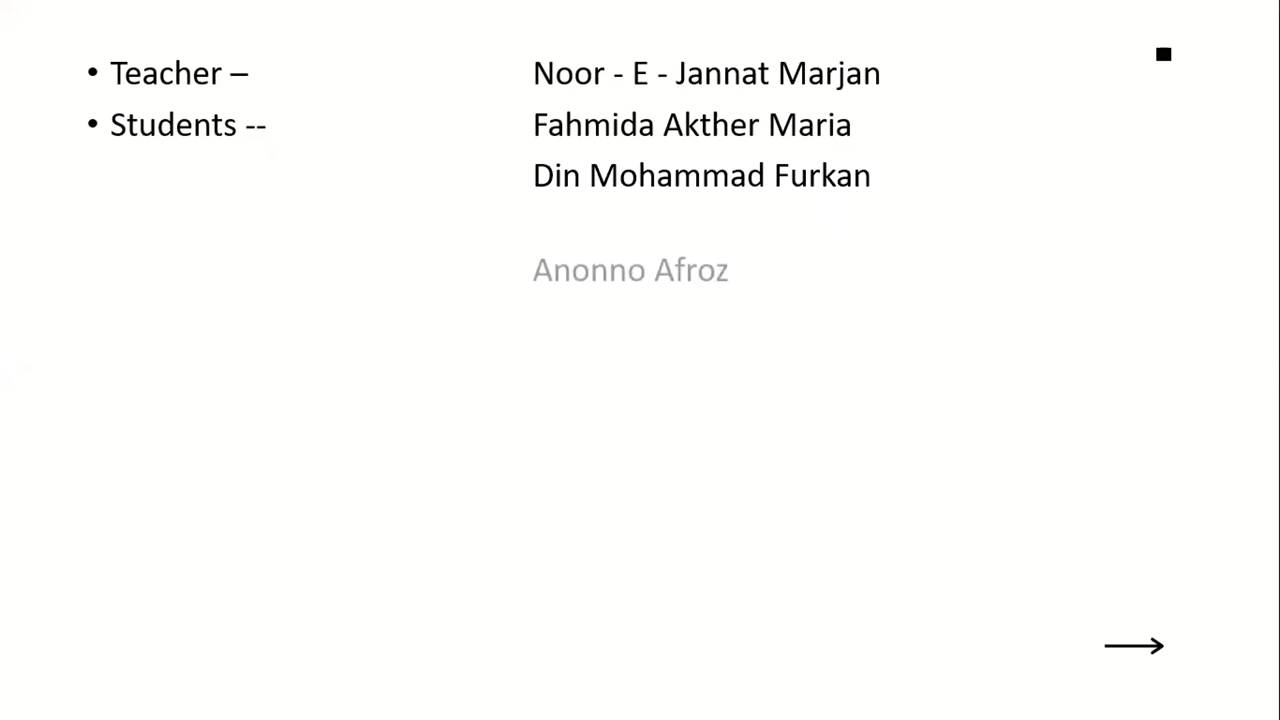 • Teacher – Noor - E - Jannat Marjan
• Students -- Fahmida Akther Maria
Din Mohammad Furkan
Anonno Afroz